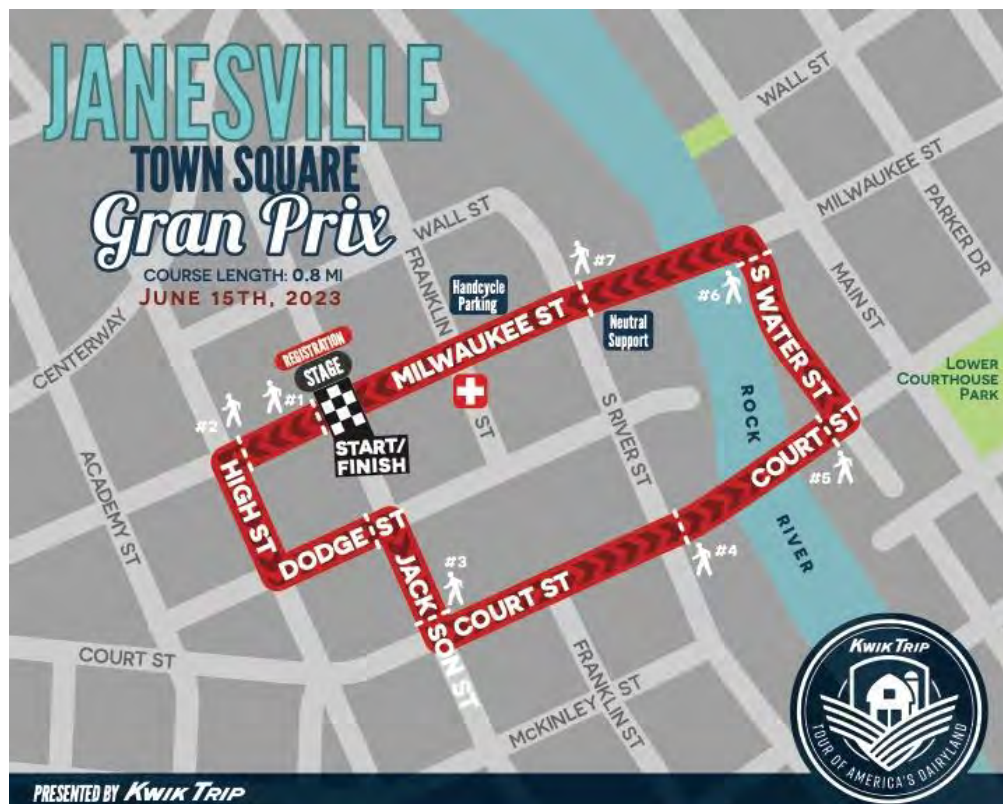 JANESVILLE
TOWN SQUARE
Gran Prix
COURSE LENGTH: 0.8 MI
JUNE 15TH, 2023
WALL ST
MILWAUKEE ST
PARKER DR
MAIN ST
WALL ST
FRANKLIN
ST
CENTERWAY
Handcycle
Parking
#7
#6
Neutral
Support
MILWAUKEE ST
S WATER ST
LOWER
COURTHOUSE
PARK
REGISTRATION
STAGE
#1
#2
START/
FINISH
S RIVER ST
ROCK
RIVER
COURT ST
#5
ACADEMY ST
HIGH ST
DODGE ST
JACKSON ST
#3
#4
COURT ST
COURT ST
FRANKLIN ST
MCKINLEY ST
KWIK TRIP
TOUR OF AMERICA'S DAIRYLAND
PRESENTED BY KWIK TRIP